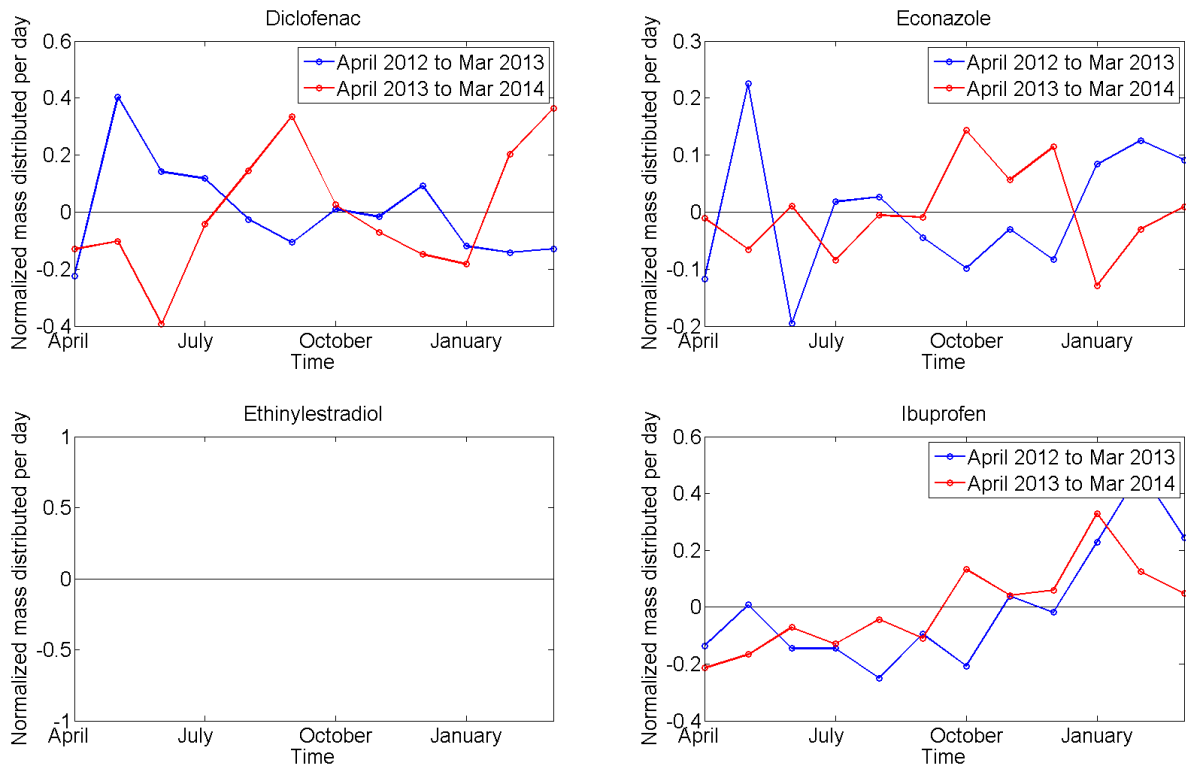 Diclofenac
Normalized mass distributed per day
0.6
0.4
0.2
0
-0.2
-0.4
April 2012 to Mar 2013
April 2013 to Mar 2014
April
July
October
January
Time
Econazole
Normalized mass distributed per day
0.3
0.2
0.1
0
-0.1
-0.2
April 2012 to Mar 2013
April 2013 to Mar 2014
April
July
October
January
Time
Ethinylestradiol
Normalized mass distributed per day
1
0.5
0
-0.5
-1
April
July
October
January
Time
Ibuprofen
Normalized mass distributed per day
0.6
0.4
0.2
0
-0.2
-0.4
April 2012 to Mar 2013
April 2013 to Mar 2014
April
July
October
January
Time